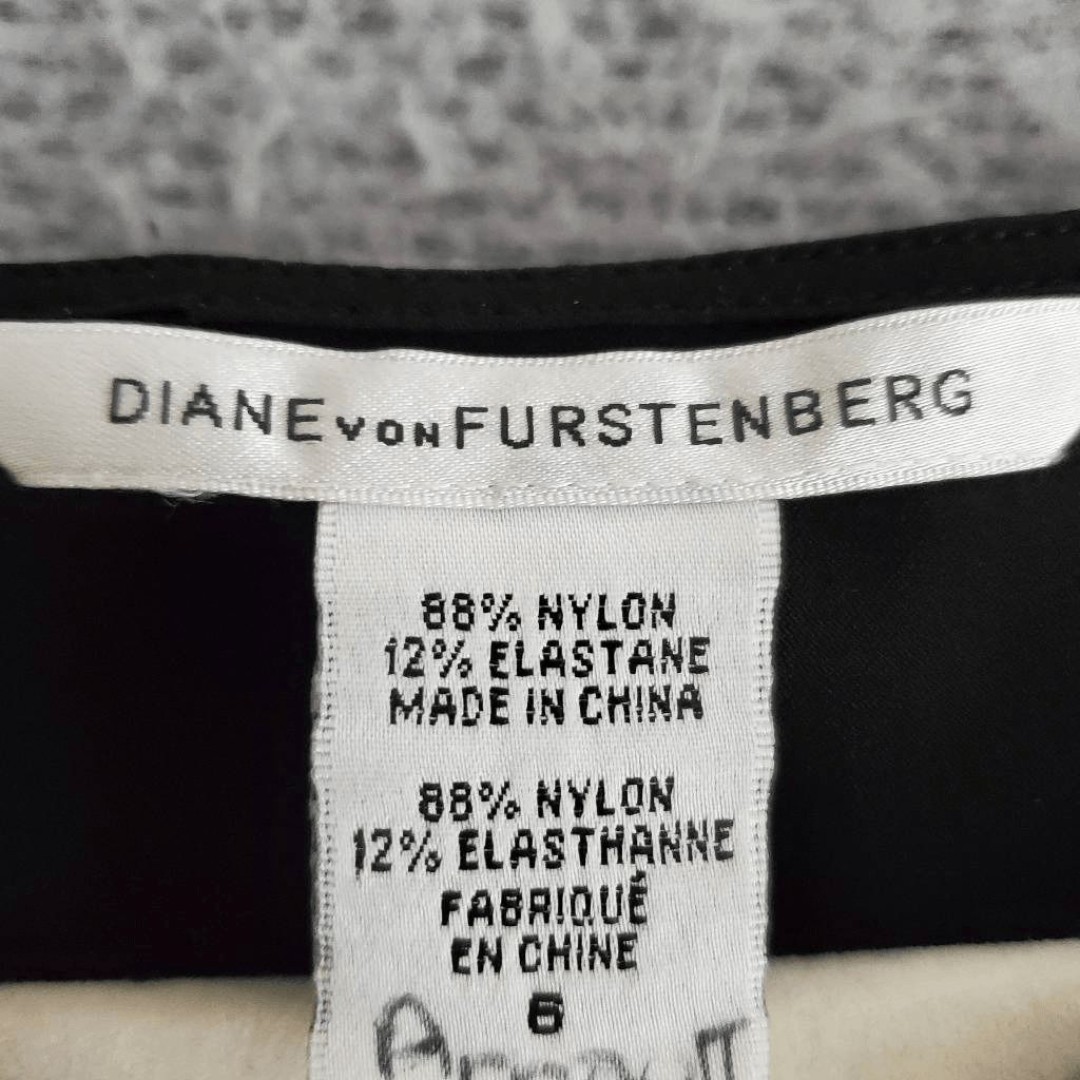 DIANE VON FURSTENBERG
88% NYLON
12% ELASTANE
MADE IN CHINA
88% NYLON
12% ELASTHANNE
FABRIQUÉ
EN CHINE
6